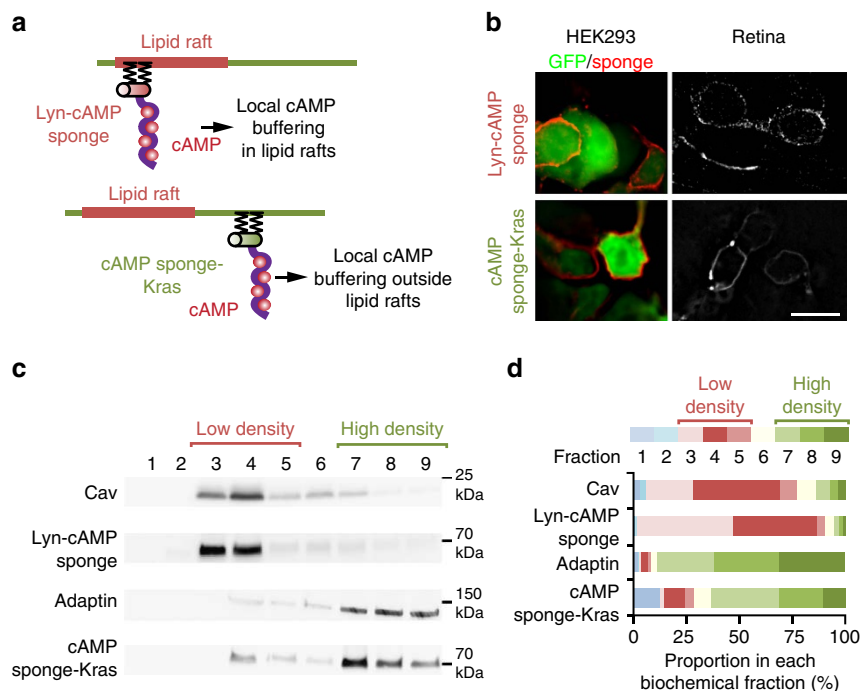 a
Lipid raft
Lyn-cAMP
sponge
cAMP
Local cAMP
buffering
in lipid rafts
Lipid raft
cAMP sponge-
Kras
cAMP
Local cAMP
buffering outside
lipid rafts
b
HEK293
Retina
GFP/sponge
Lyn-cAMP
sponge
cAMP
sponge-Kras
c
Low density
High density
1 2 3 4 5 6 7 8 9
25
kDa
Cav
70
kDa
Lyn-cAMP
sponge
150
kDa
Adaptin
70
kDa
cAMP
sponge-Kras
d
Low
density
High
density
Fraction 1 2 3 4 5 6 7 8 9
Cav
Lyn-cAMP
sponge
Adaptin
cAMP
sponge-Kras
0 25 50 75 100
Proportion in each
biochemical fraction (%)